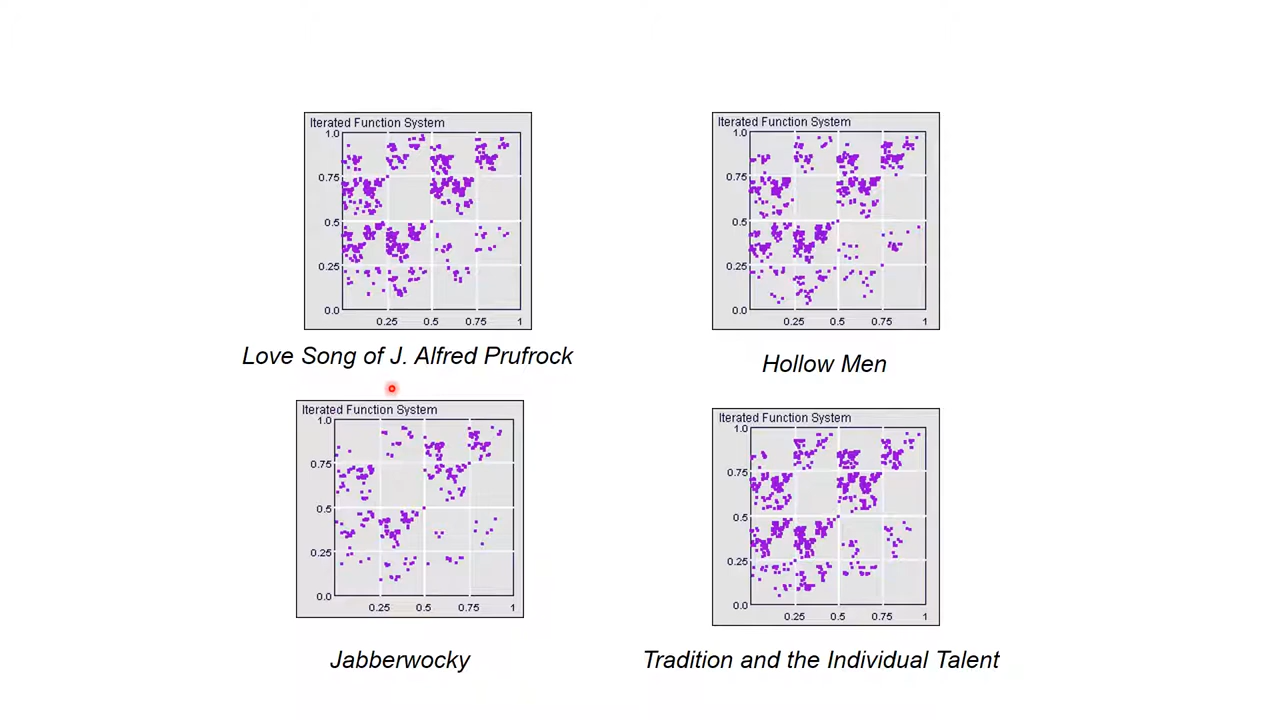 Iterated Function System
1.0
0.75
0.5
0.25
0.0
0.25 0.5 0.75 1
Love Song of J. Alfred Prufrock
Iterated Function System
1.0
0.75
0.5
0.25
0.0
0.25 0.5 0.75 1
Hollow Men
Iterated Function System
1.0
0.75
0.5
0.25
0.0
0.25 0.5 0.75 1
Jabberwocky
Iterated Function System
1.0
0.75
0.5
0.25
0.0
0.25 0.5 0.75 1
Tradition and the Individual Talent